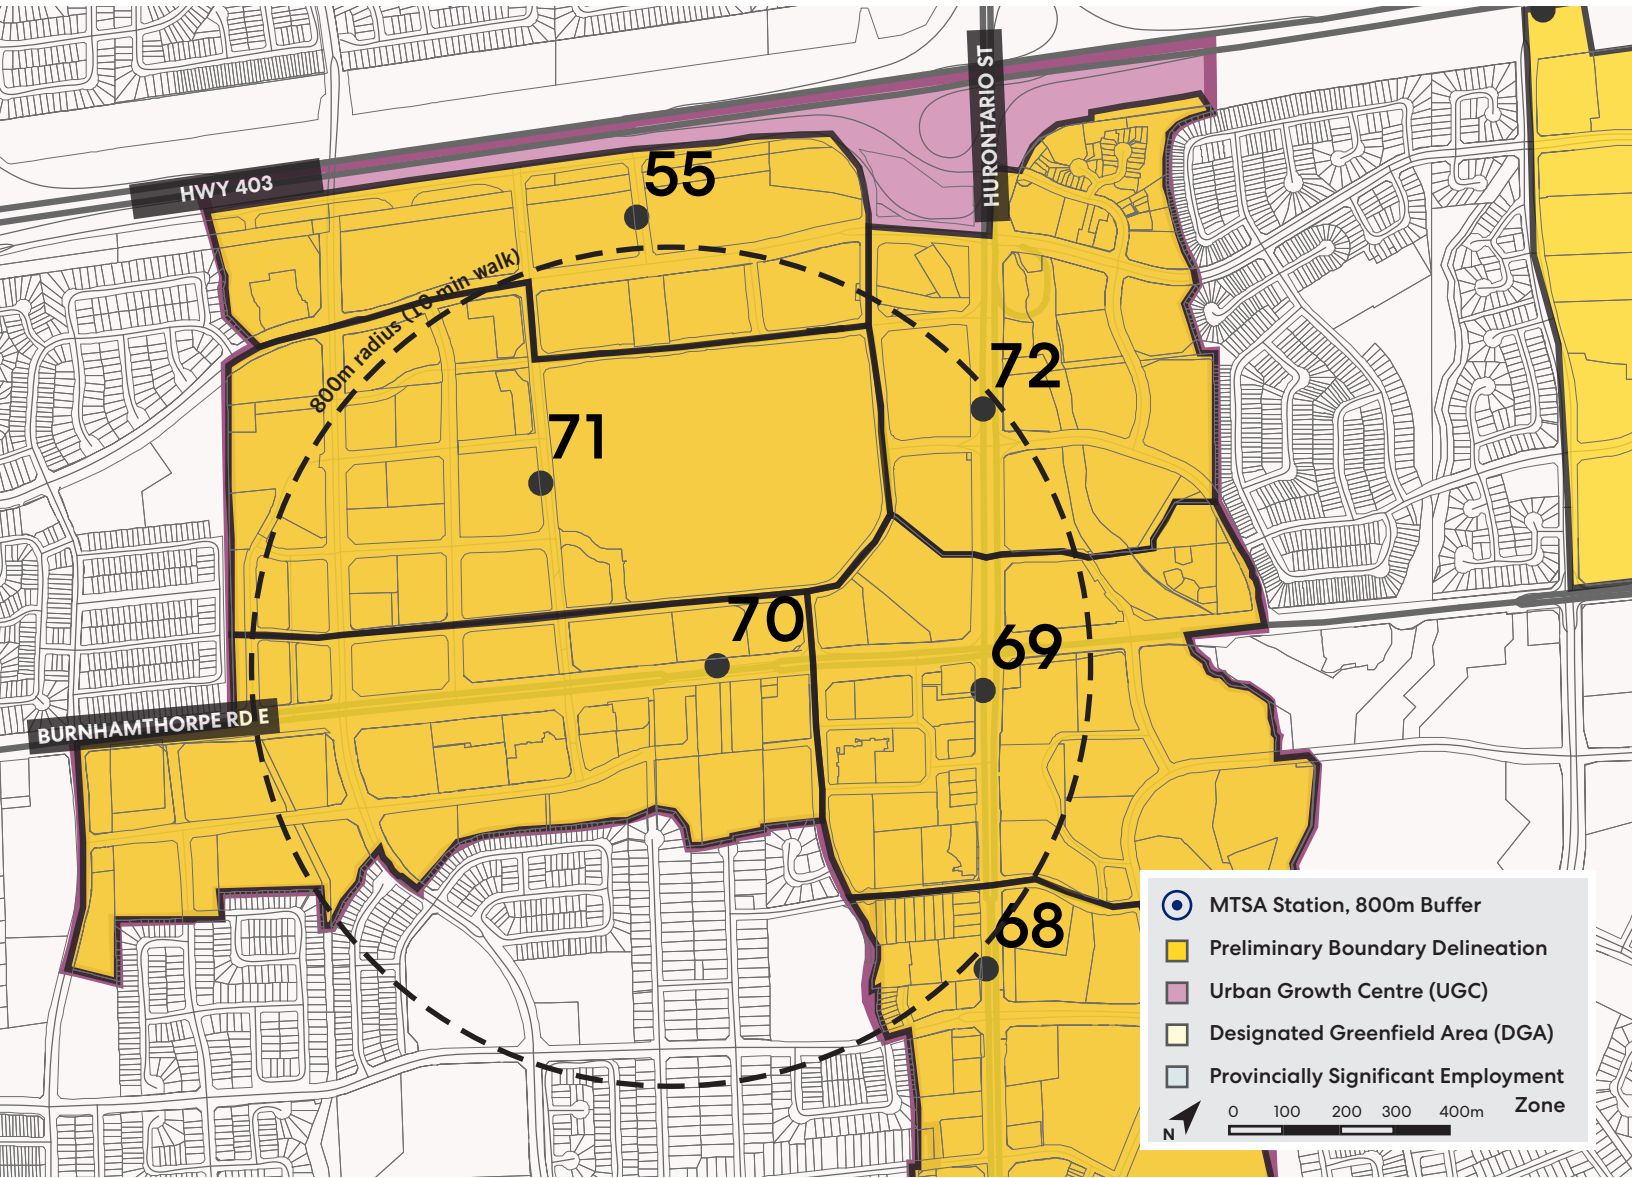 HURONTARIO ST
HWY 403
55
800m radius (10 min walk)
72
71
70
69
BURNHAMTHORPE RD E
68
MTSA Station, 800m Buffer
Preliminary Boundary Delineation
Urban Growth Centre (UGC)
Designated Greenfield Area (DGA)
Provincially Significant Employment
Zone
N
0 100 200 300 400m